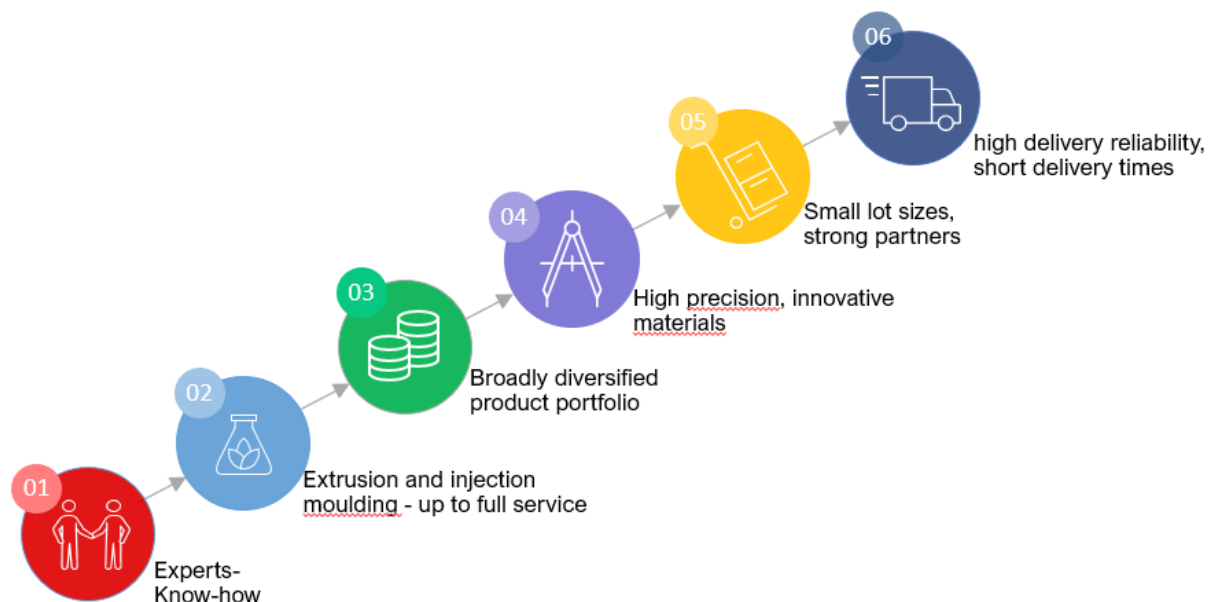 01
Experts-
Know-how
02
Extrusion and injection
moulding - up to full service
03
Broadly diversified
product portfolio
04
High precision, innovative
materials
05
Small lot sizes,
strong partners
06
high delivery reliability,
short delivery times